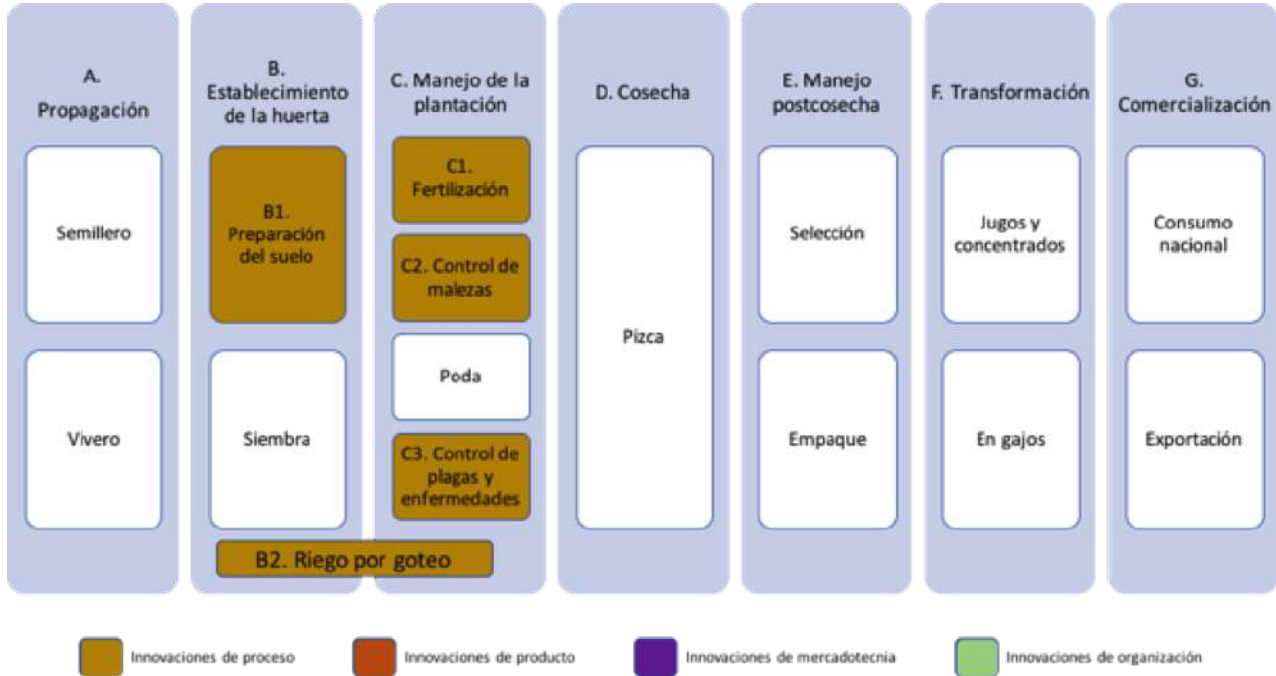 A.
Propagación
Semillero
Vivero
B.
Establecimiento
de la huerta
B1.
Preparación
del suelo
Siembra
B2. Riego por goteo
C. Manejo de la
plantación
C1.
Fertilización
C2. Control de
malezas
Poda
C3. Control de
plagas y
enfermedades
D. Cosecha
Pizca
E. Manejo
postcosecha
Selección
Empaque
F. Transformación
Jugos y
concentrados
En gajos
G.
Comercialización
Consumo
nacional
Exportación
Innovaciones de proceso
Innovaciones de producto
Innovaciones de mercadotecnia
Innovaciones de organización